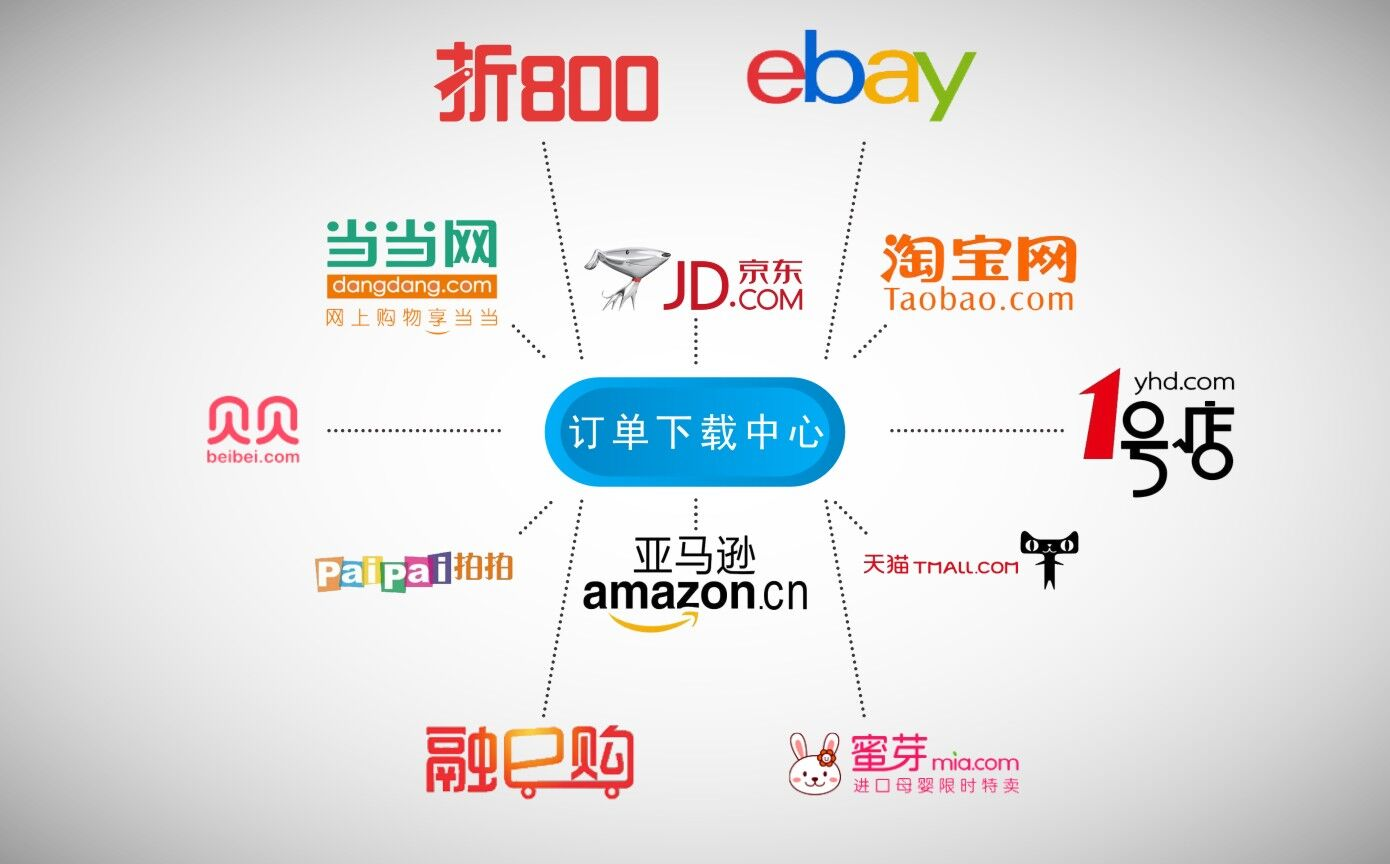 折800
ebay
当当网
dangdang.com
网上购物享当当
JD.京东
.COM
淘宝网
Taobao.com
贝贝
beibei.com
订单下载中心
yhd.com
1号店
PaiPai拍拍
亚马逊
amazon.cn
天猫 TMALL.COM
融e购
蜜芽 mia.com
进口母婴限时特卖